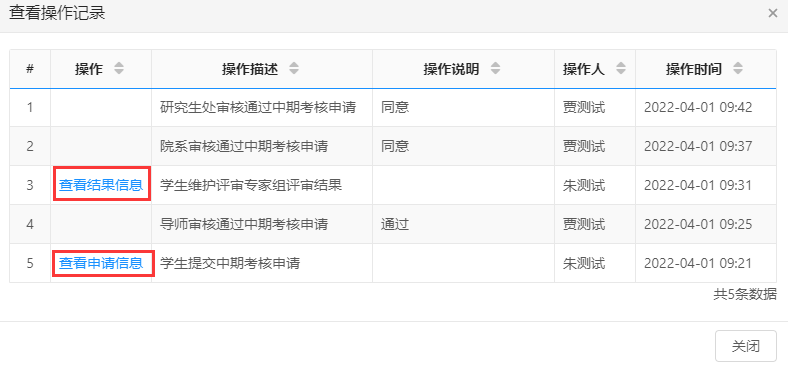 查看操作记录 ×
# 操作 操作描述 操作说明 操作人 操作时间
1 研究生处审核通过中期考核申请 同意 贾测试 2022-04-01 09:42
2 院系审核通过中期考核申请 同意 贾测试 2022-04-01 09:37
3 查看结果信息 学生维护评审专家组评审结果 朱测试 2022-04-01 09:31
4 导师审核通过中期考核申请 通过 贾测试 2022-04-01 09:25
5 查看申请信息 学生提交中期考核申请 朱测试 2022-04-01 09:21
共5条数据
关闭